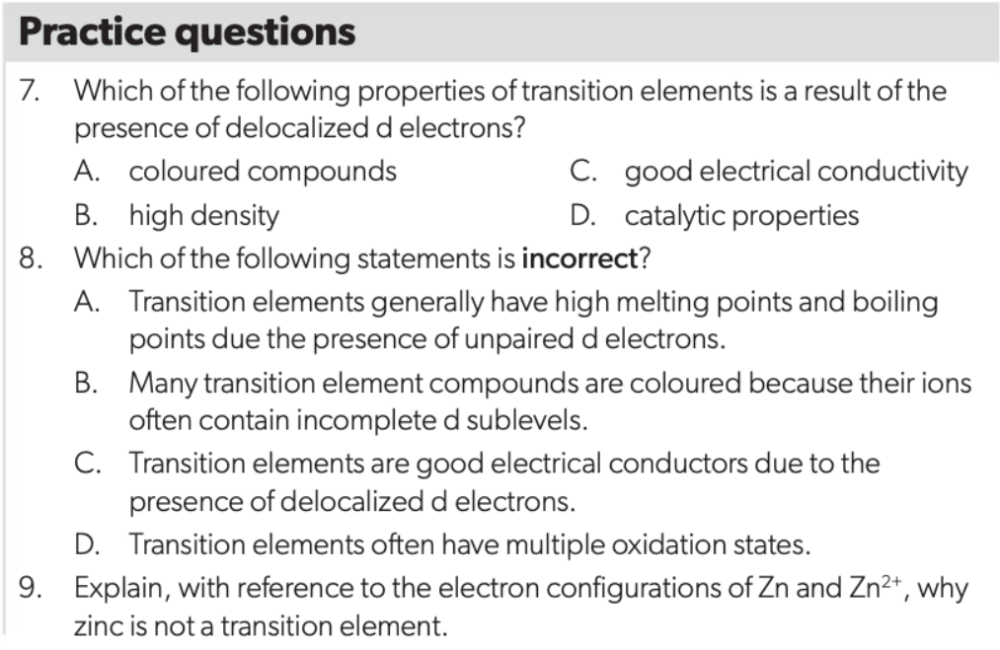 Practice questions
7. Which of the following properties of transition elements is a result of the
presence of delocalized d electrons?
A. coloured compounds C. good electrical conductivity
B. high density D. catalytic properties
8. Which of the following statements is incorrect?
A. Transition elements generally have high melting points and boiling
points due the presence of unpaired d electrons.
B. Many transition element compounds are coloured because their ions
often contain incomplete d sublevels.
C. Transition elements are good electrical conductors due to the
presence of delocalized d electrons.
D. Transition elements often have multiple oxidation states.
9. Explain, with reference to the electron configurations of Zn and Zn²⁺, why
zinc is not a transition element.